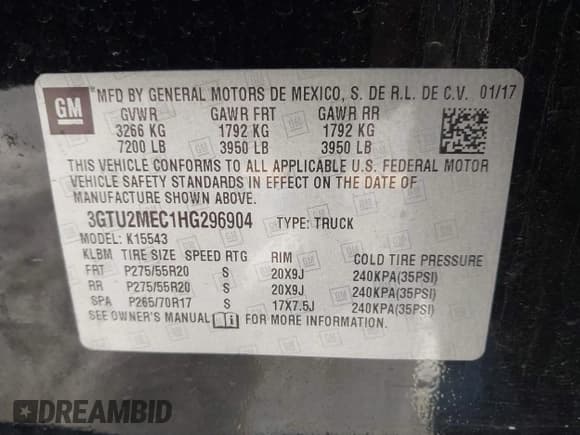 GM
MFD BY GENERAL MOTORS DE MEXICO, S. DE R.L. DE C.V. 01/17
GVWR GAWR FRT GAWR RR
3266 KG 1792 KG 1792 KG
7200 LB 3950 LB 3950 LB
THIS VEHICLE CONFORMS TO ALL APPLICABLE U.S. FEDERAL MOTOR
VEHICLE SAFETY STANDARDS IN EFFECT ON THE DATE OF
MANUFACTURE SHOWN ABOVE.
3GTU2MEC1HG296904 TYPE: TRUCK
MODEL: K15543
KLBM TIRE SIZE SPEED RTG RIM COLD TIRE PRESSURE
FRT P275/55R20 S 20X9J 240KPA(35PSI)
RR P275/55R20 S 20X9J 240KPA(35PSI)
SPA P265/70R17 S 17X7.5J 240KPA(35PSI)
SEE OWNER'S MANUAL FOR MORE INFORMATION.
DREAMBID